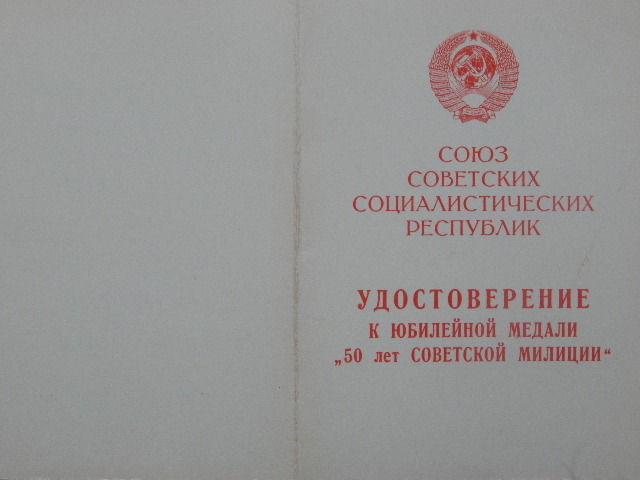 СОЮЗ
СОВЕТСКИХ
СОЦИАЛИСТИЧЕСКИХ
РЕСПУБЛИК
УДОСТОВЕРЕНИЕ
К ЮБИЛЕЙНОЙ МЕДАЛИ
„50 лет СОВЕТСКОЙ МИЛИЦИИ“